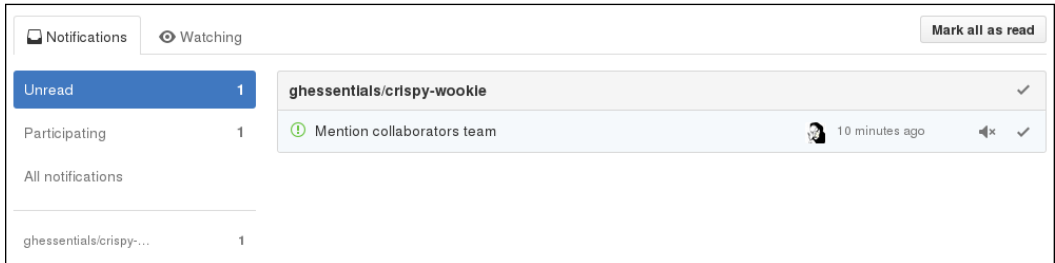 Notifications Watching Mark all as read
Unread 1
ghessentials/crispy-wookie
Participating 1
Mention collaborators team 10 minutes ago
All notifications
ghessentials/crispy-... 1